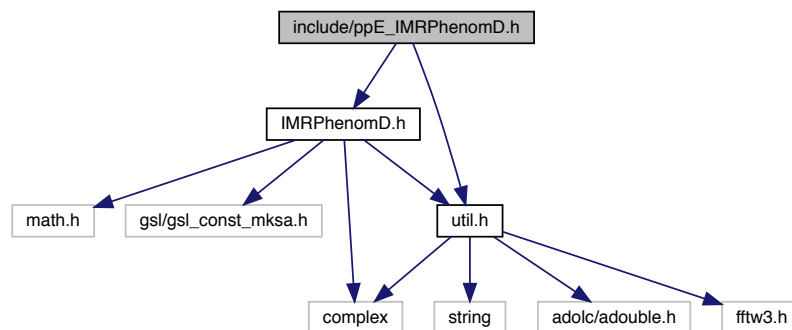 include/ppE_IMRPhenomD.h
IMRPhenomD.h
math.h
gsl/gsl_const_mksa.h
util.h
complex
string
adolc/adouble.h
fftw3.h